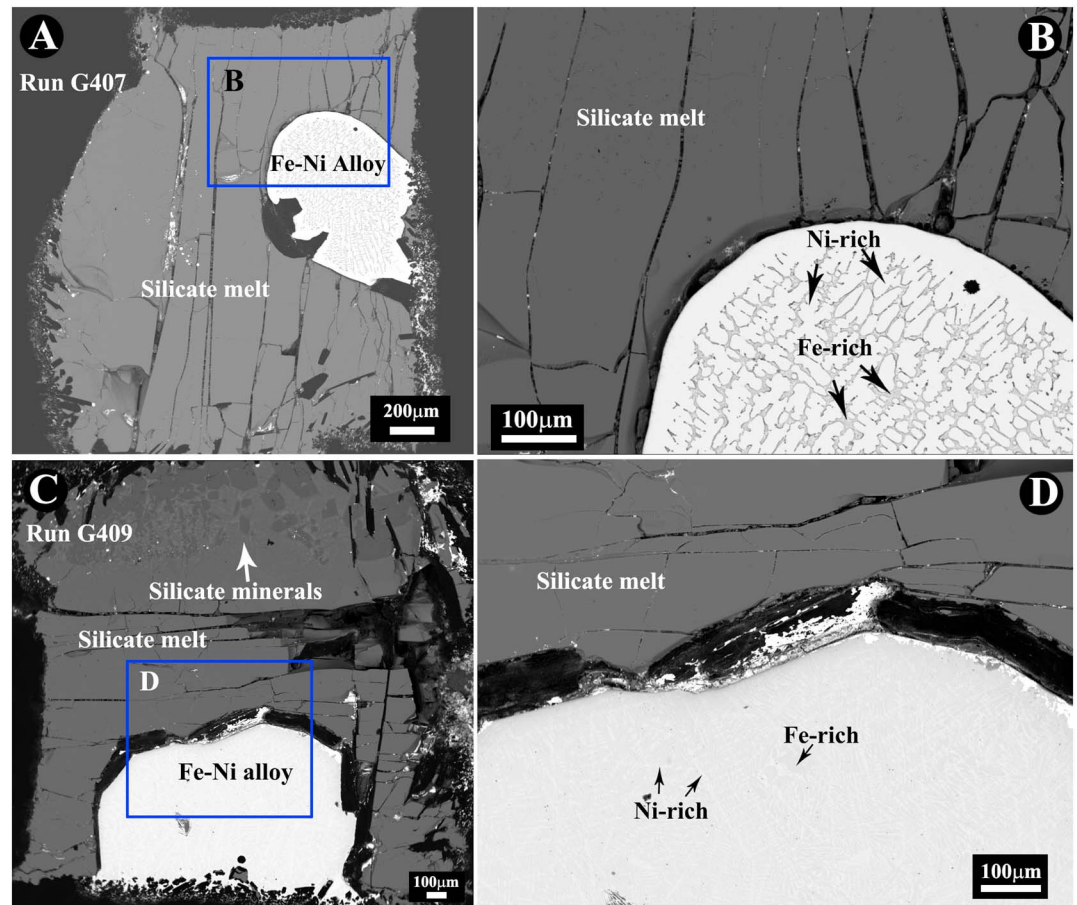 A
Run G407
B
Fe-Ni Alloy
Silicate melt
200μm
B
Silicate melt
Ni-rich
Fe-rich
100μm
C
Run G409
Silicate minerals
Silicate melt
D
Fe-Ni alloy
100μm
D
Silicate melt
Fe-rich
Ni-rich
100μm